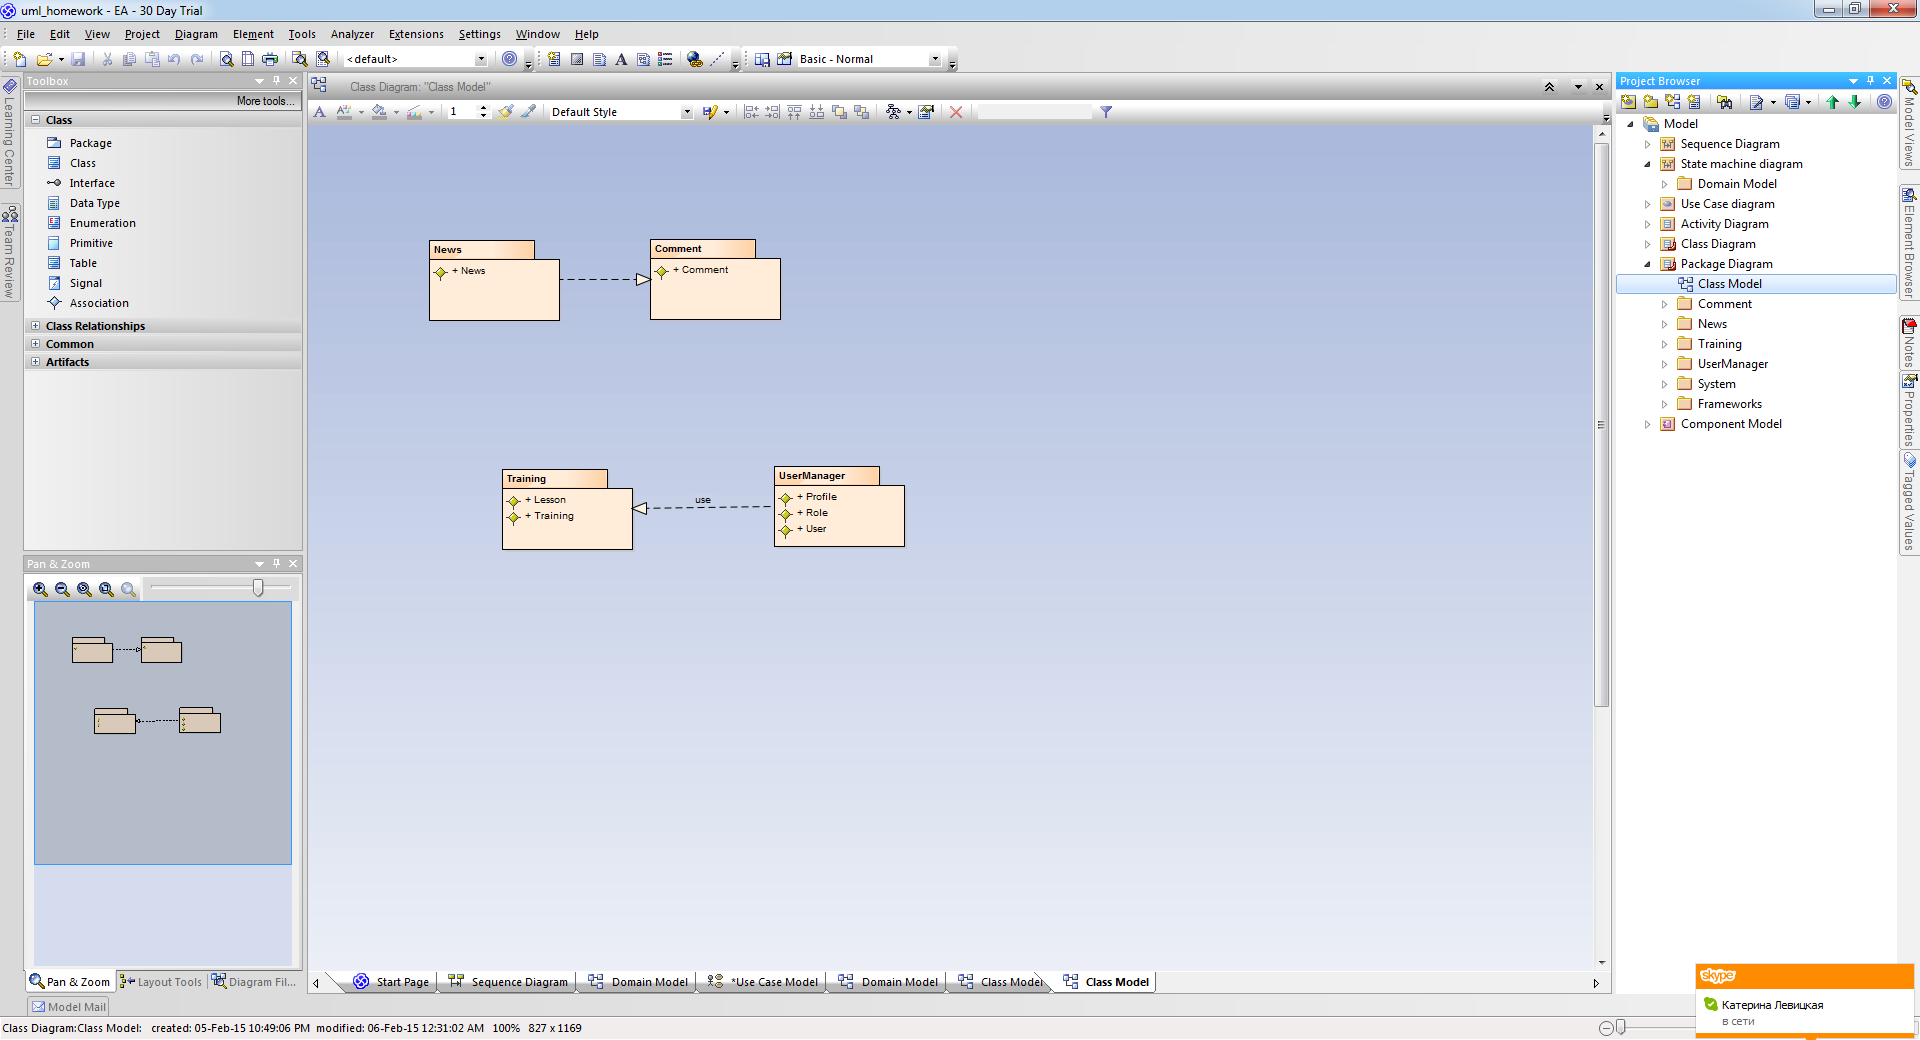 uml_homework - EA - 30 Day Trial
File Edit View Project Diagram Element Tools Analyzer Extensions Settings Window Help
<default>
Basic - Normal
Learning Center
Team Review
Toolbox
More tools...
Class
Package
Class
Interface
Data Type
Enumeration
Primitive
Table
Signal
Association
Class Relationships
Common
Artifacts
Pan & Zoom
Pan & Zoom Layout Tools Diagram Fil...
Model Mail
Class Diagram: "Class Model"
1 Default Style
News
+ News
Comment
+ Comment
Training
+ Lesson
+ Training
use
UserManager
+ Profile
+ Role
+ User
Start Page Sequence Diagram Domain Model *Use Case Model Domain Model Class Model Class Model
Project Browser
Model
Sequence Diagram
State machine diagram
Domain Model
Use Case diagram
Activity Diagram
Class Diagram
Package Diagram
Class Model
Comment
News
Training
UserManager
System
Frameworks
Component Model
Model Views
Element Browser
Notes
Properties
Tagged Values
skype
Катерина Левицкая
в сети
Class Diagram:Class Model: created: 05-Feb-15 10:49:06 PM modified: 06-Feb-15 12:31:02 AM 100% 827 x 1169